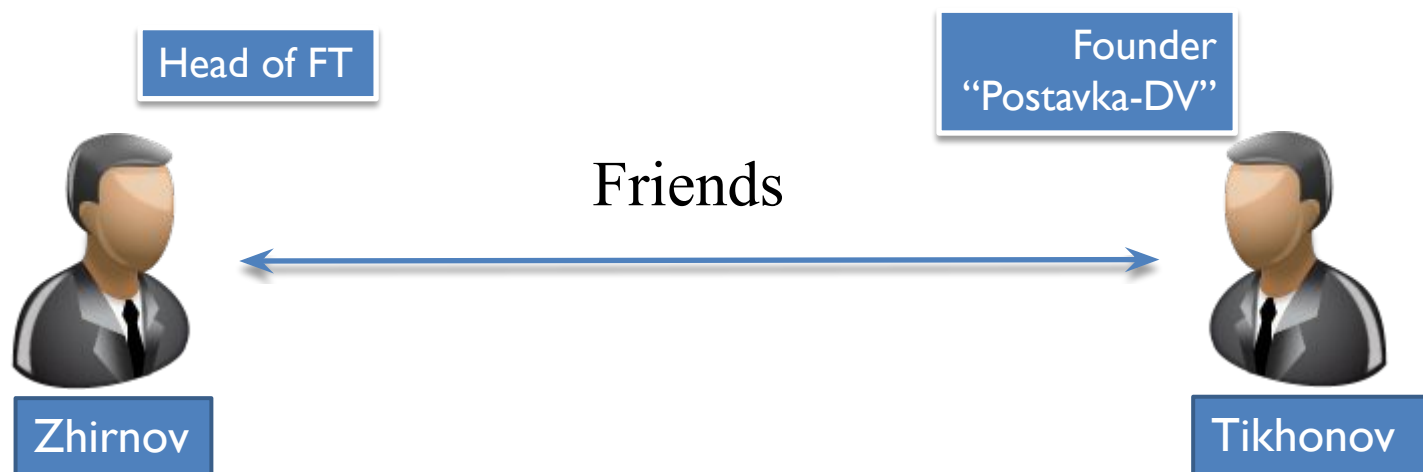 Head of FT
Founder
“Postavka-DV”
Friends
Zhirnov
Tikhonov